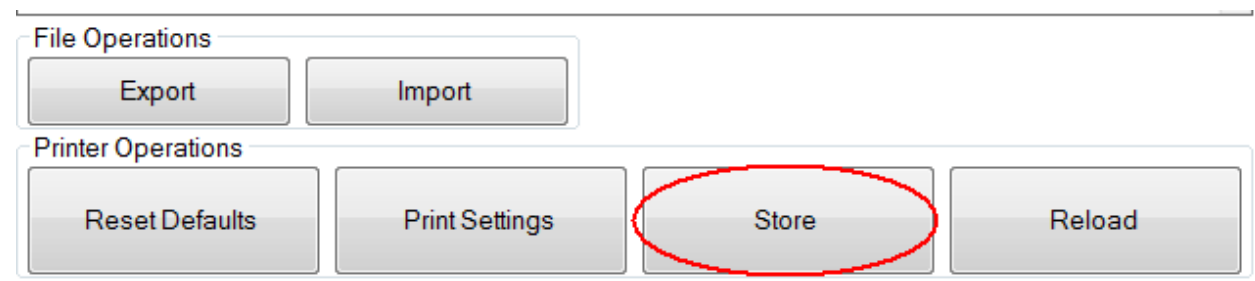 File Operations
Export Import
Printer Operations
Reset Defaults Print Settings Store Reload